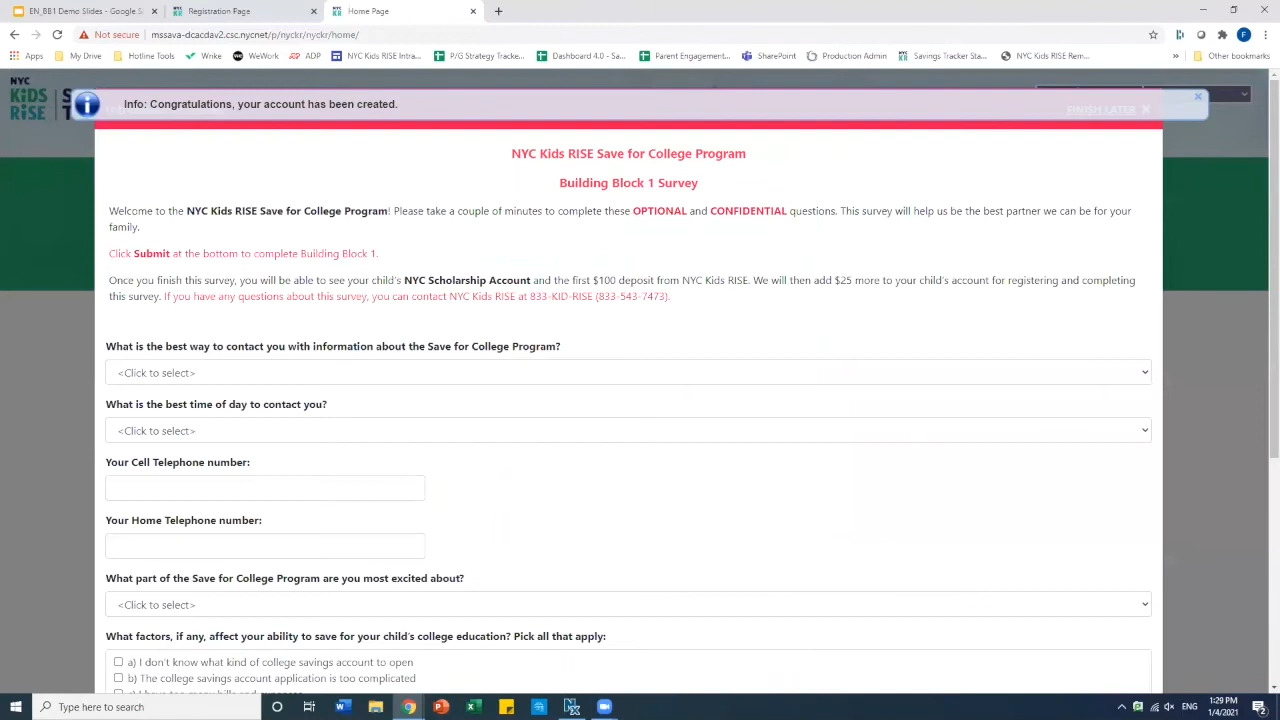 EN_BB1 Demo Slides - Google S
Registration Page
Home Page
Not secure
mssava-dcacdav2.csc.nycnet/p/nyckr/nyckr/home/
F
Apps
My Drive
Hotline Tools
Wrike
WeWork
ADP
NYC Kids RISE Intra...
P/G Strategy Tracke...
Dashboard 4.0 - Sa...
Parent Engagement...
SharePoint
Production Admin
Savings Tracker Sta...
NYC Kids RISE Rem...
»
Other bookmarks
NYC
KiDS
RiSE
Info: Congratulations, your account has been created.
FINISH LATER
NYC Kids RISE Save for College Program
Building Block 1 Survey
Welcome to the NYC Kids RISE Save for College Program! Please take a couple of minutes to complete these OPTIONAL and CONFIDENTIAL questions. This survey will help us be the best partner we can be for your
family.
Click Submit at the bottom to complete Building Block 1.
Once you finish this survey, you will be able to see your child's NYC Scholarship Account and the first $100 deposit from NYC Kids RISE. We will then add $25 more to your child's account for registering and completing
this survey. If you have any questions about this survey, you can contact NYC Kids RISE at 833-KID-RISE (833-543-7473).
What is the best way to contact you with information about the Save for College Program?
<Click to select>
What is the best time of day to contact you?
<Click to select>
Your Cell Telephone number:
Your Home Telephone number:
What part of the Save for College Program are you most excited about?
<Click to select>
What factors, if any, affect your ability to save for your child's college education? Pick all that apply:
a) I don't know what kind of college savings account to open
b) The college savings account application is too complicated
Type here to search
ENG
1:29 PM
1/4/2021
2